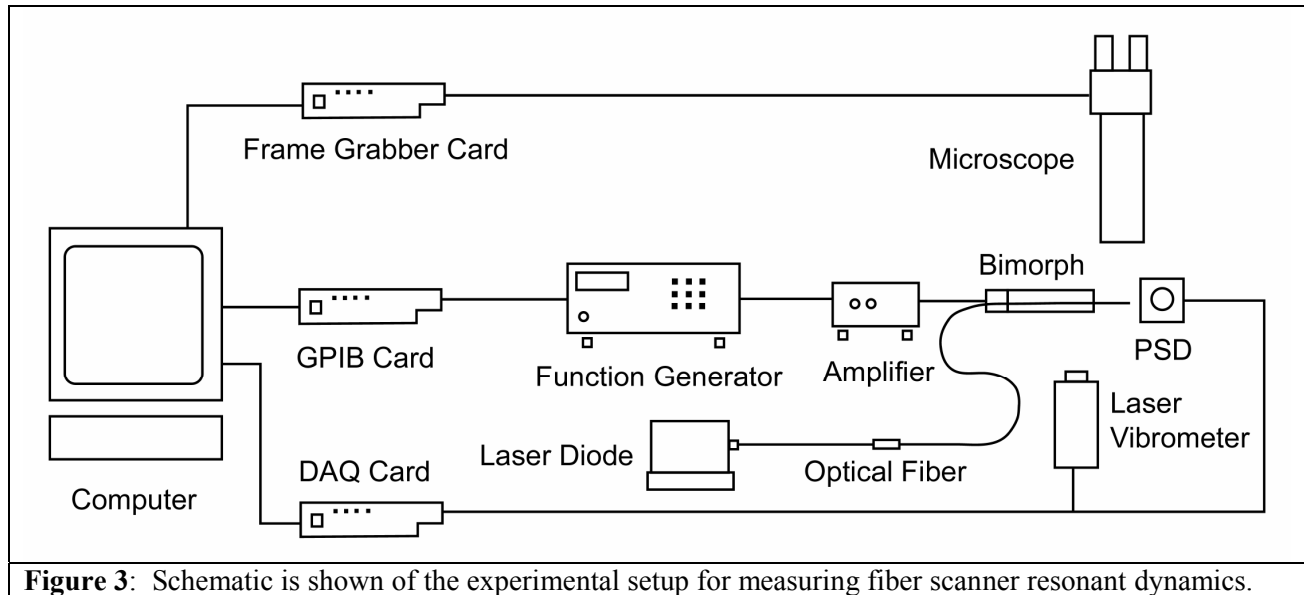 Frame Grabber Card
Microscope
Bimorph
GPIB Card
Function Generator
Amplifier
PSD
Laser
Vibrometer
Laser Diode
Optical Fiber
DAQ Card
Computer
Figure 3: Schematic is shown of the experimental setup for measuring fiber scanner resonant dynamics.